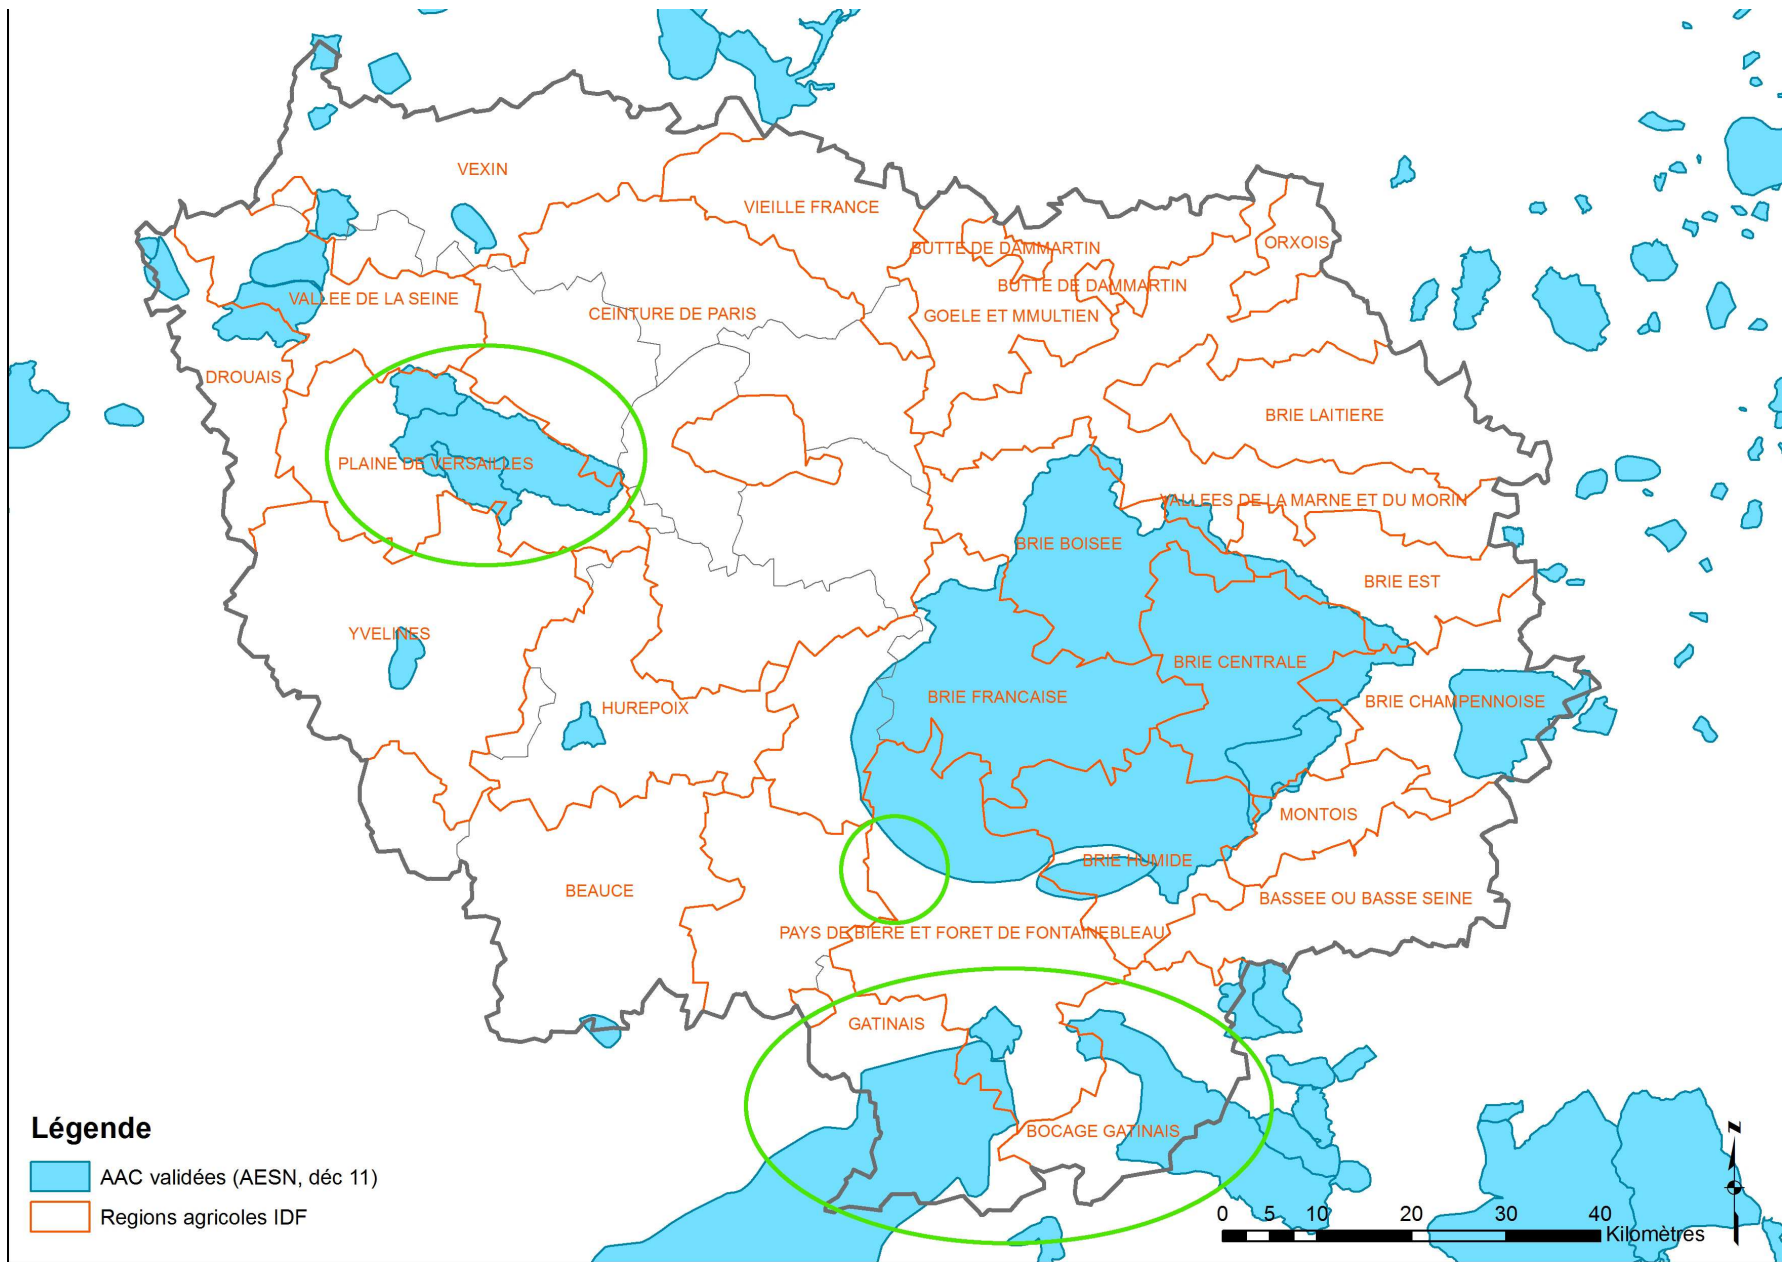 VEXIN
VIEILLE FRANCE
BUTTE DE DAMMARTIN
ORXOIS
BUTTE DE DAMMARTIN
VALLEE DE LA SEINE
CEINTURE DE PARIS
GOELE ET MMULTIEN
DROUAIS
BRIE LAITIERE
PLAINE DE VERSAILLES
VALLEES DE LA MARNE ET DU MORIN
BRIE BOISEE
BRIE EST
YVELINES
BRIE CENTRALE
BRIE FRANCAISE
BRIE CHAMPENNOISE
HUREPOIX
MONTOIS
BRIE HUMIDE
BEAUCE
BASSEE OU BASSE SEINE
PAYS DE BIERE ET FORET DE FONTAINEBLEAU
GATINAIS
BOCAGE GATINAIS
Légende
AAC validées (AESN, déc 11)
Regions agricoles IDF
N
0 5 10 20 30 40
Kilomètres